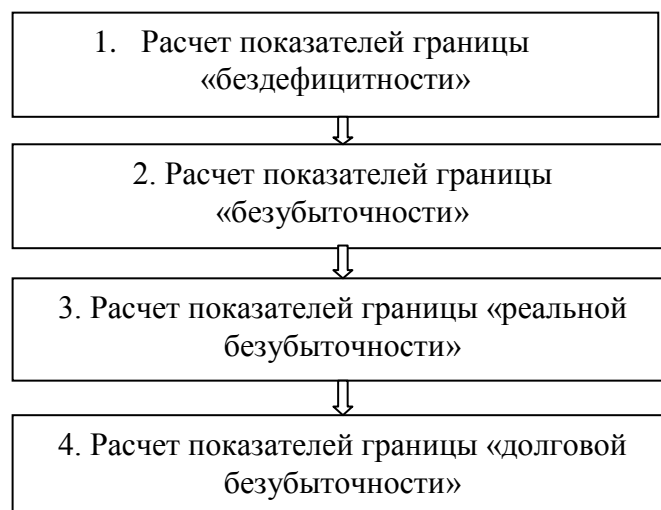 1. Расчет показателей границы
«бездефицитности»
2. Расчет показателей границы
«безубыточности»
3. Расчет показателей границы «реальной
безубыточности»
4. Расчет показателей границы «долговой
безубыточности»